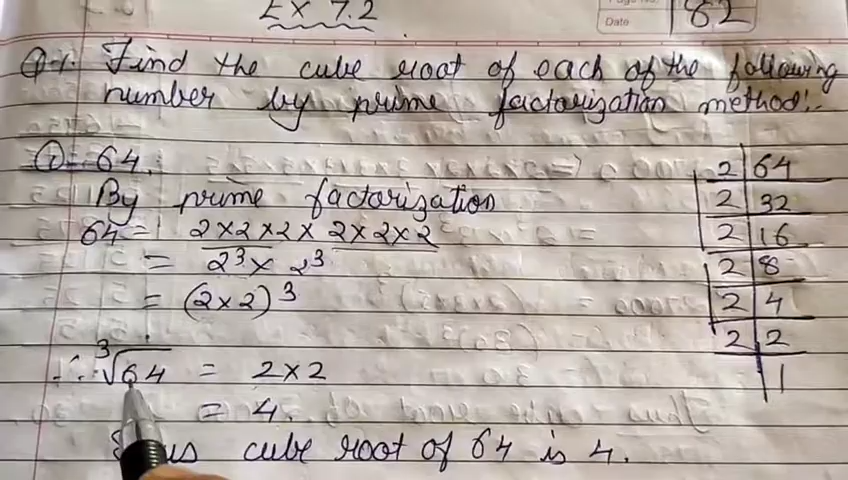 Ex 7.2
Date 82
Q.1. Find the cube root of each of the following
number by prime factorization method:-
(i) 64.
By prime factorization
64 = 2×2×2× 2×2×2
= 2³× 2³
= (2×2)³
∴ ³√64 = 2×2
= 4.
cube root of 64 is 4.
2 64
2 32
2 16
2 8
2 4
2 2
1